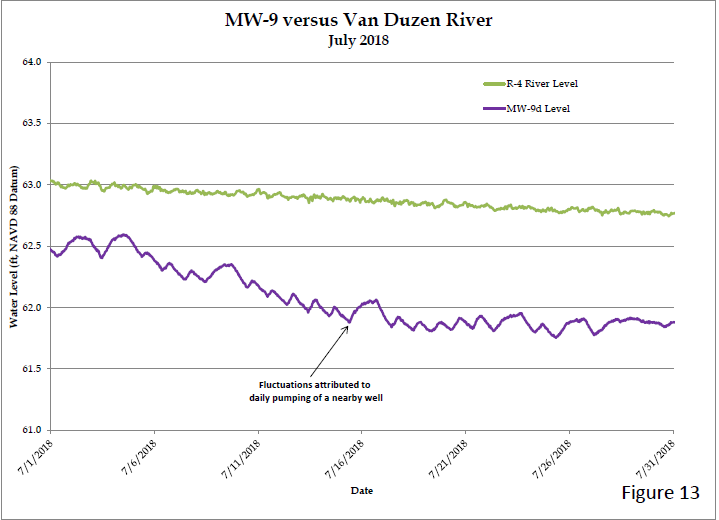 MW-9 versus Van Duzen River
July 2018
64.0
63.5
63.0
62.5
62.0
61.5
61.0
Water Level (ft, NAVD 88 Datum)
R-4 River Level
MW-9d Level
Fluctuations attributed to
daily pumping of a nearby well
7/1/2018
7/6/2018
7/11/2018
7/16/2018
7/21/2018
7/26/2018
7/31/2018
Date
Figure 13